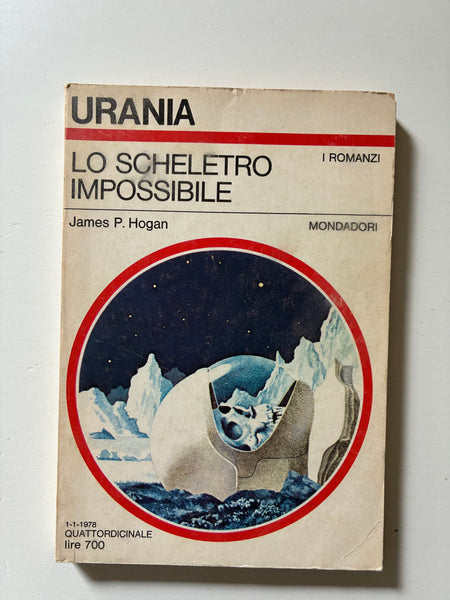 URANIA
LO SCHELETRO
IMPOSSIBILE
I ROMANZI
James P. Hogan
MONDADORI
1-1-1978
QUATTORDICINALE
lire 700